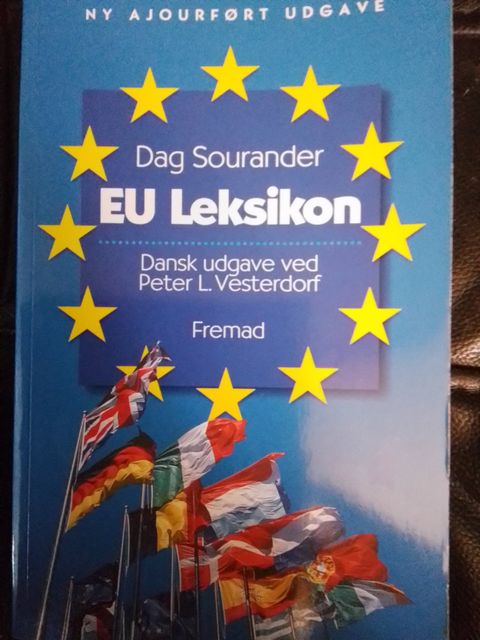 NY AJOURFØRT UDGAVE
Dag Sourander
EU Leksikon
Dansk udgave ved
Peter L. Vesterdorf
Fremad